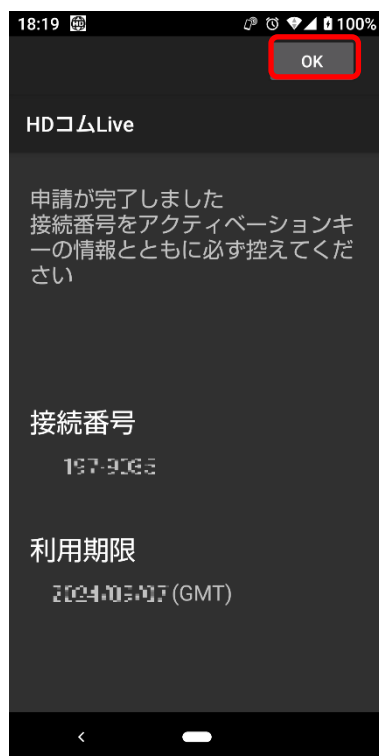 18:19
100%
OK
HDコムLive
申請が完了しました
接続番号をアクティベーションキ
ーの情報とともに必ず控えてくだ
さい
接続番号
利用期限
(GMT)